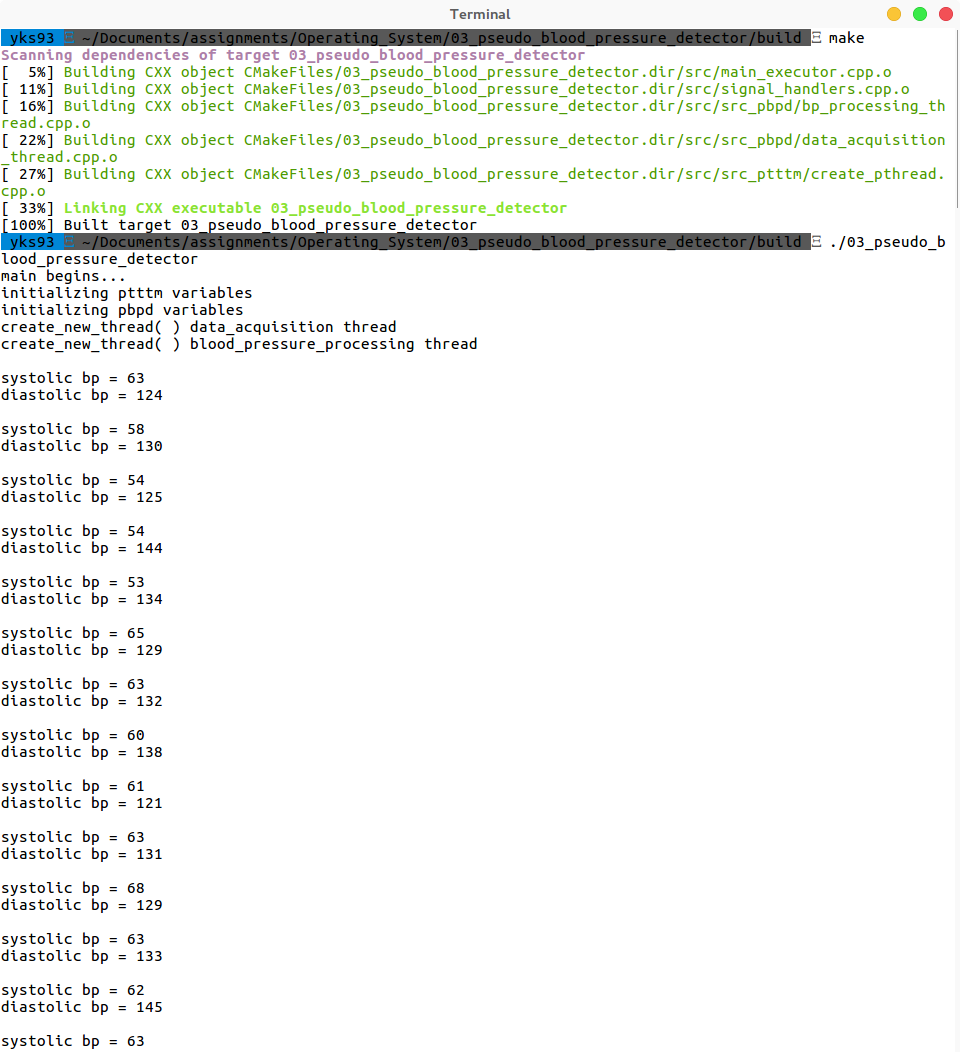 Terminal
yks93 ~/Documents/assignments/Operating_System/03_pseudo_blood_pressure_detector/build Ξ make
Scanning dependencies of target 03_pseudo_blood_pressure_detector
[  5%] Building CXX object CMakeFiles/03_pseudo_blood_pressure_detector.dir/src/main_executor.cpp.o
[ 11%] Building CXX object CMakeFiles/03_pseudo_blood_pressure_detector.dir/src/signal_handlers.cpp.o
[ 16%] Building CXX object CMakeFiles/03_pseudo_blood_pressure_detector.dir/src/src_pbpd/bp_processing_th
read.cpp.o
[ 22%] Building CXX object CMakeFiles/03_pseudo_blood_pressure_detector.dir/src/src_pbpd/data_acquisition
_thread.cpp.o
[ 27%] Building CXX object CMakeFiles/03_pseudo_blood_pressure_detector.dir/src/src_ptttm/create_pthread.
cpp.o
[ 33%] Linking CXX executable 03_pseudo_blood_pressure_detector
[100%] Built target 03_pseudo_blood_pressure_detector
yks93 ~/Documents/assignments/Operating_System/03_pseudo_blood_pressure_detector/build Ξ ./03_pseudo_b
lood_pressure_detector
main begins...
initializing ptttm variables
initializing pbpd variables
create_new_thread( ) data_acquisition thread
create_new_thread( ) blood_pressure_processing thread
systolic bp = 63
diastolic bp = 124
systolic bp = 58
diastolic bp = 130
systolic bp = 54
diastolic bp = 125
systolic bp = 54
diastolic bp = 144
systolic bp = 53
diastolic bp = 134
systolic bp = 65
diastolic bp = 129
systolic bp = 63
diastolic bp = 132
systolic bp = 60
diastolic bp = 138
systolic bp = 61
diastolic bp = 121
systolic bp = 63
diastolic bp = 131
systolic bp = 68
diastolic bp = 129
systolic bp = 63
diastolic bp = 133
systolic bp = 62
diastolic bp = 145
systolic bp = 63